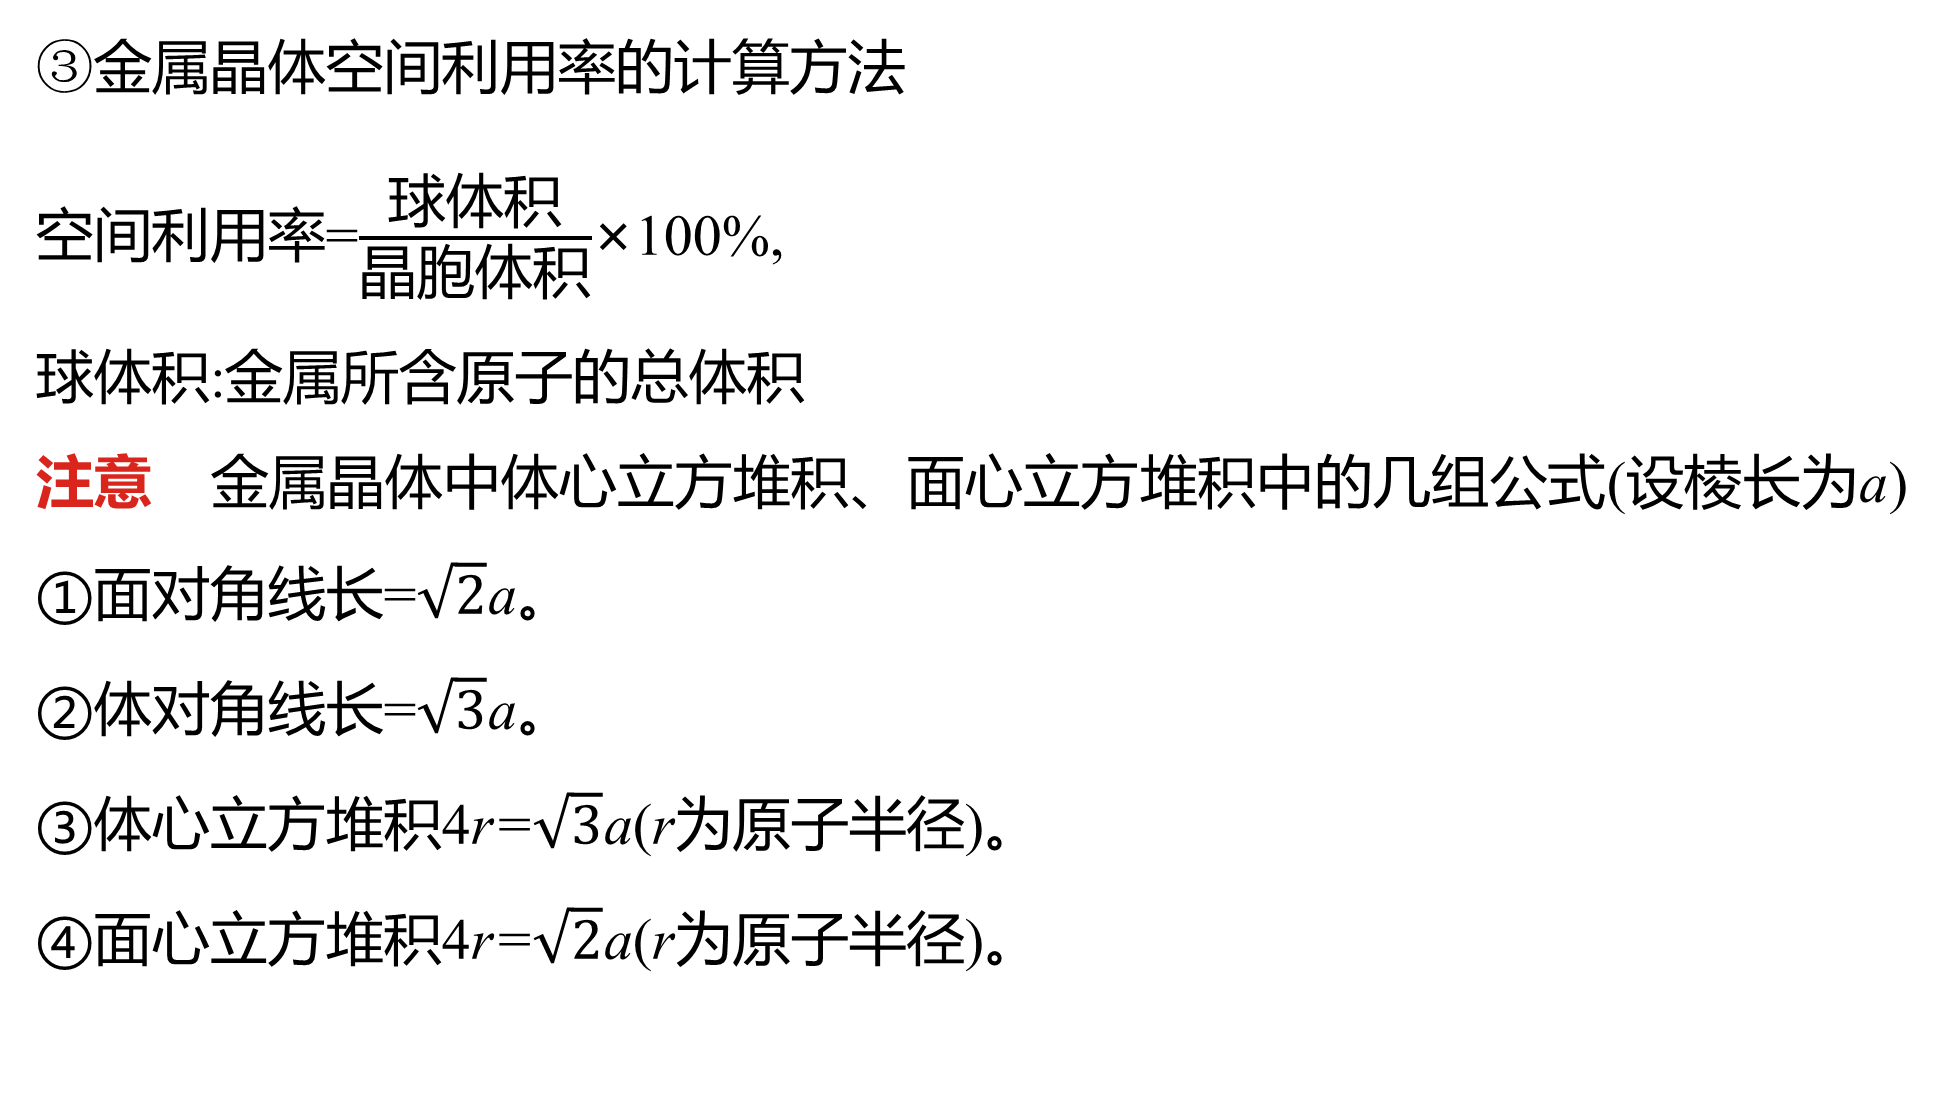 ③金属晶体空间利用率的计算方法
空间利用率=球体积/晶胞体积×100%,
球体积:金属所含原子的总体积
注意　金属晶体中体心立方堆积、面心立方堆积中的几组公式(设棱长为a)
①面对角线长=√2a。
②体对角线长=√3a。
③体心立方堆积4r=√3a(r为原子半径)。
④面心立方堆积4r=√2a(r为原子半径)。